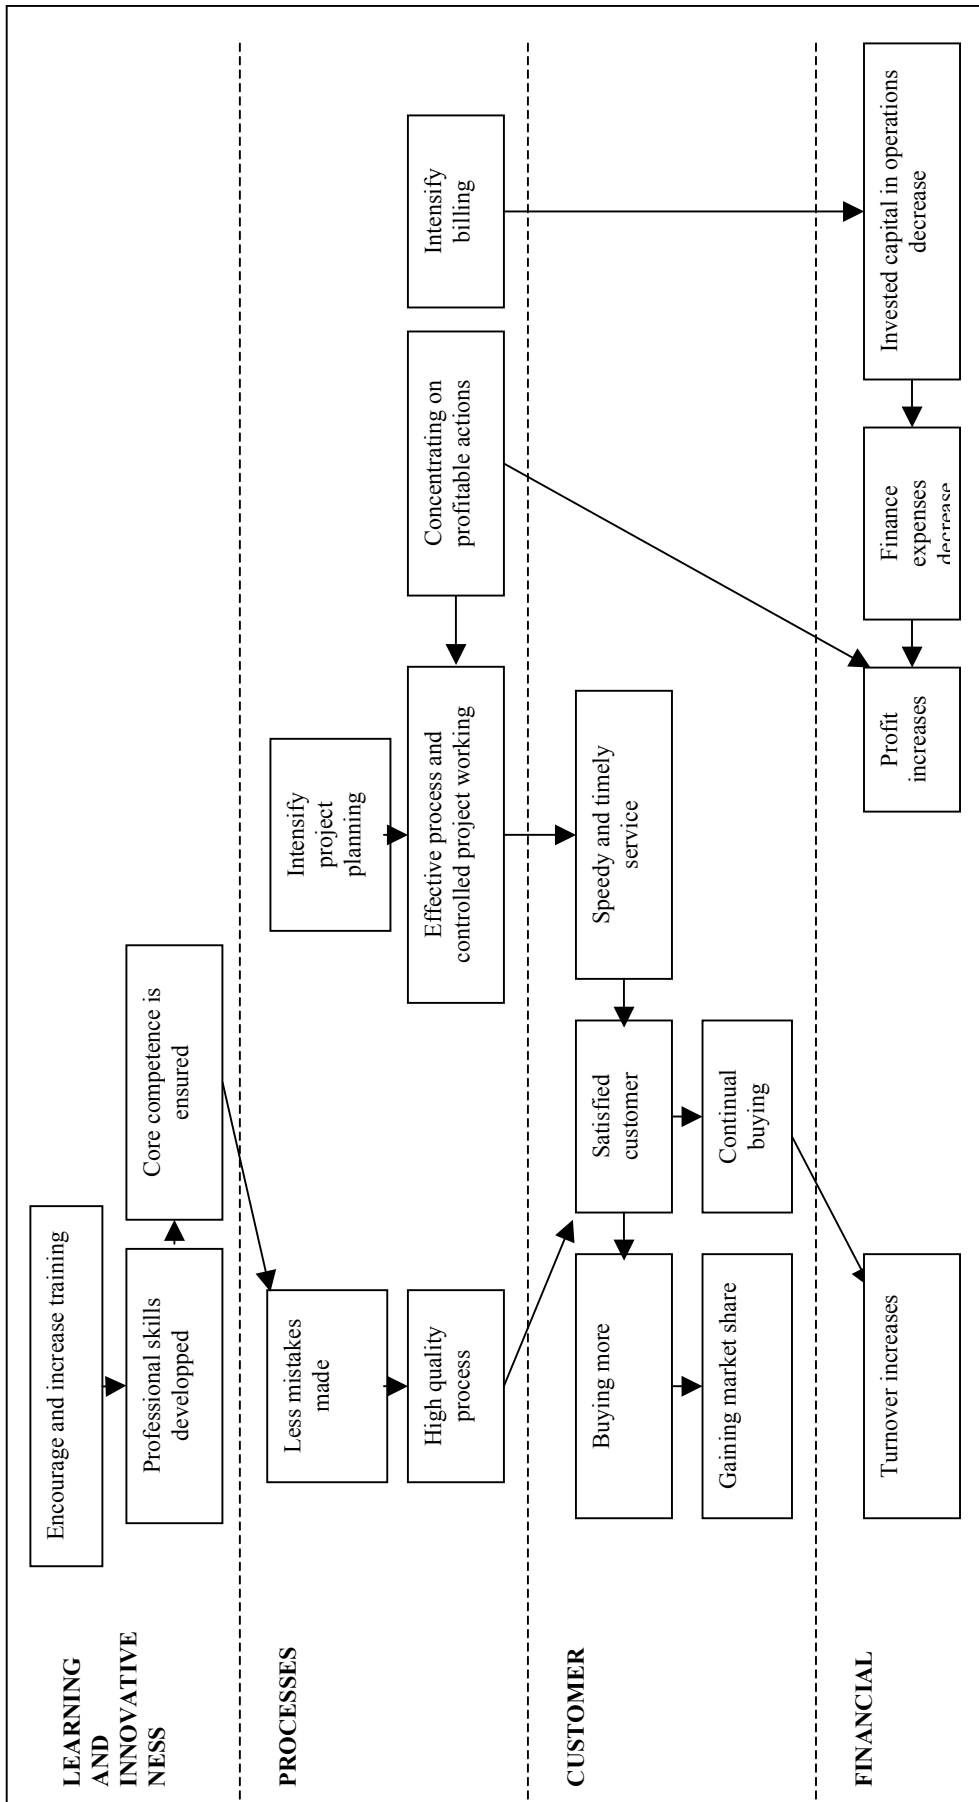 LEARNING
AND
INNOVATIVE
NESS
Encourage and increase training
Professional skills
developped
Core competence is
ensured
PROCESSES
Less mistakes
made
High quality
process
Intensify
project
planning
Effective process and
controlled project working
Concentrating on
profitable actions
Intensify
billing
CUSTOMER
Buying more
Gaining market share
Satisfied
customer
Continual
buying
Speedy and timely
service
FINANCIAL
Turnover increases
Profit
increases
Finance
expenses
decrease
Invested capital in operations
decrease